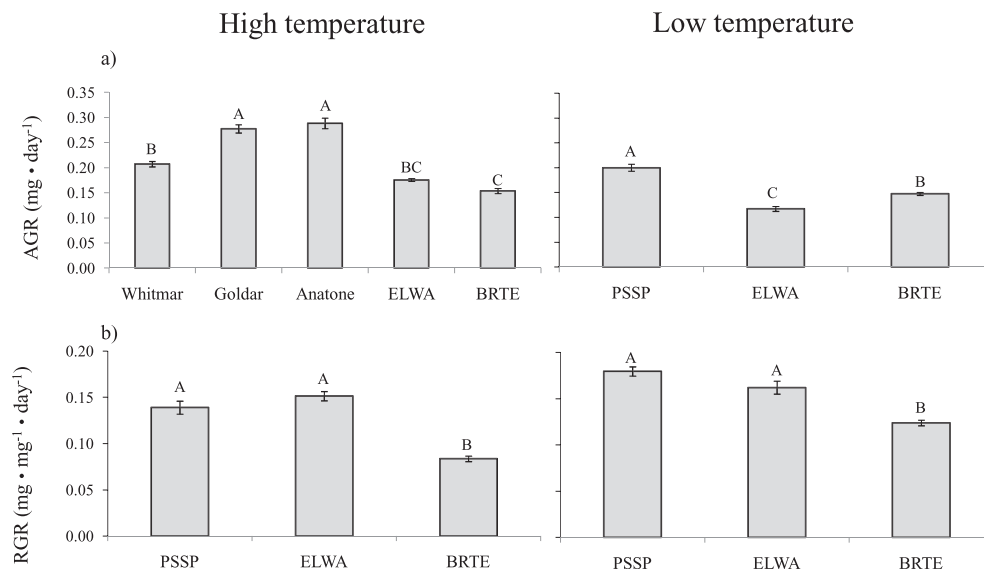 High temperature
Low temperature
a)
AGR (mg • day-1)
0.35
0.30
0.25
0.20
0.15
0.10
0.05
0.00
B
A
A
BC
C
A
C
B
Whitmar Goldar Anatone ELWA BRTE
PSSP ELWA BRTE
b)
RGR (mg • mg-1 • day-1)
0.20
0.15
0.10
0.05
0.00
A
A
B
A
A
B
PSSP ELWA BRTE
PSSP ELWA BRTE